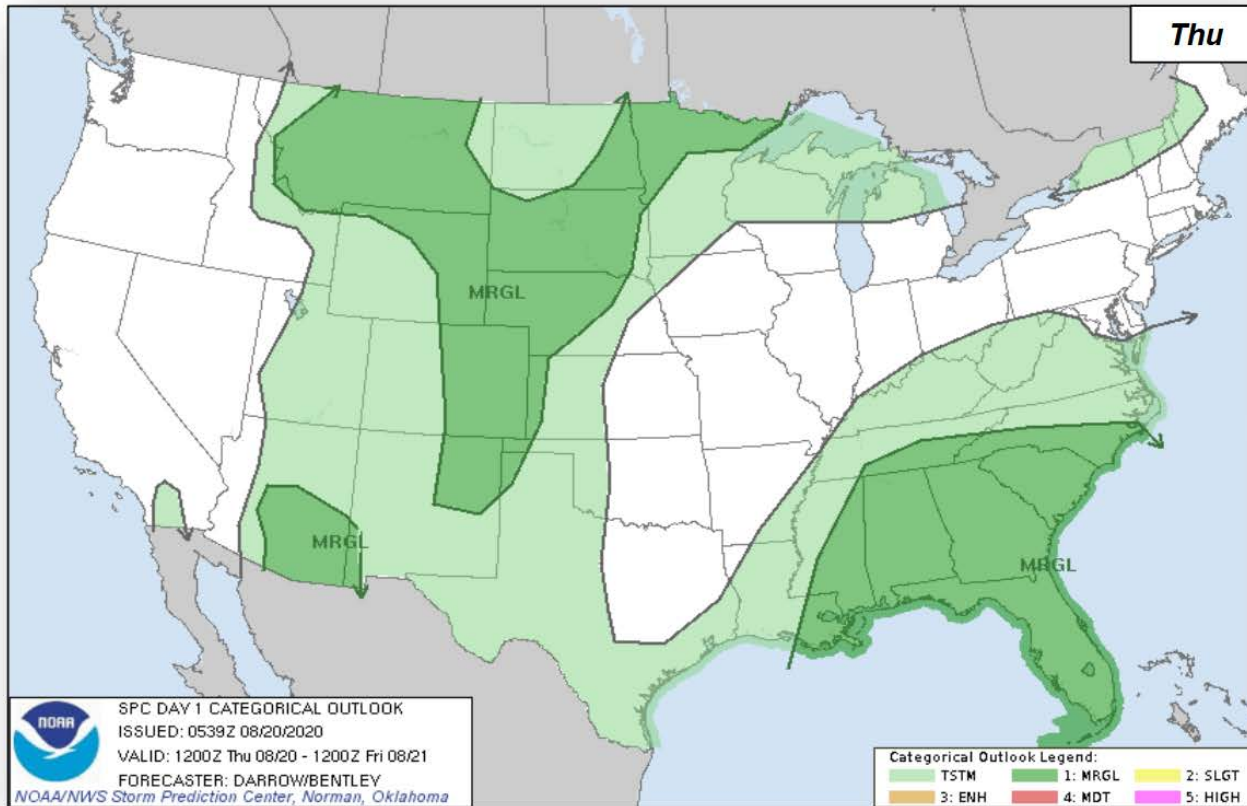 Thu
MRGL
MRGL
MRGL
NOAA
SPC DAY 1 CATEGORICAL OUTLOOK
ISSUED: 0539Z 08/20/2020
VALID: 1200Z Thu 08/20 - 1200Z Fri 08/21
FORECASTER: DARROW/BENTLEY
NOAA/NWS Storm Prediction Center, Norman, Oklahoma
Categorical Outlook Legend:
TSTM 1: MRGL 2: SLGT
3: ENH 4: MDT 5: HIGH